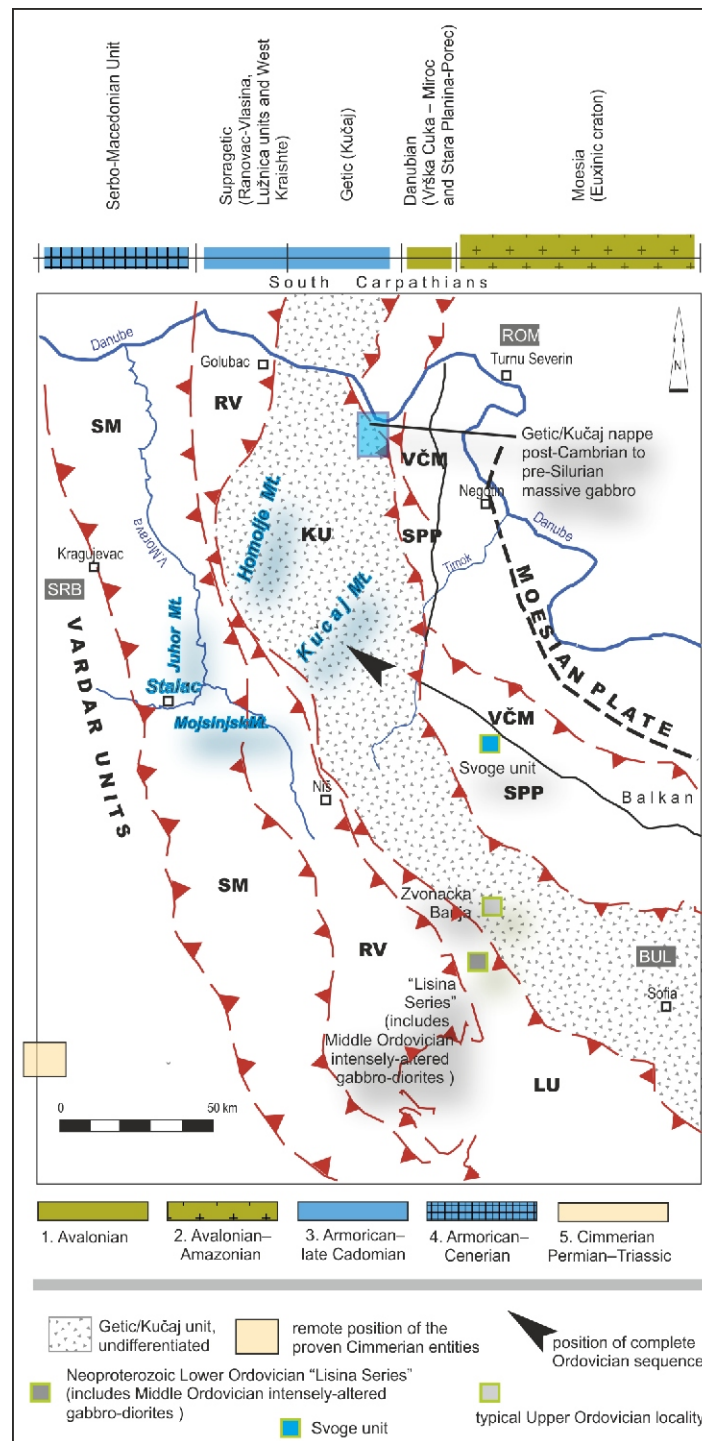 Serbo-Macedonian Unit
Supragetic
(Ranovac-Vlasina,
Lužnica units and West
Kraishte)
Getic (Kučaj)
Danubian
(Vrška Cuka – Miroc
and Stara Planina-Porec)
Moesia
(Euxinic craton)
South Carpathians
Danube
Golubac
ROM
Turnu Severin
N
SM
RV
Getic/Kučaj nappe
post-Cambrian to
pre-Silurian
massive gabbro
VČM
Negotin
Danube
Homolje Mt.
KU
SPP
Timok
V.Morava
Kragujevac
SRB
Juhor Mt.
Kucaj Mt.
MOESIAN PLATE
Stalac
VARDAR UNITS
Mojsinjsk Mt.
VČM
Svoge unit
SPP
Balkan
Niš
SM
Zvonačka
Banja
RV
BUL
Sofia
"Lisina
Series"
(includes
Middle Ordovician
intensely-altered
gabbro-diorites )
LU
0
50 km
1. Avalonian
2. Avalonian–
Amazonian
3. Armorican–
late Cadomian
4. Armorican–
Cenerian
5. Cimmerian
Permian–Triassic
Getic/Kučaj unit,
undifferentiated
remote position of the
proven Cimmerian entities
position of complete
Ordovician sequence
Neoproterozoic Lower Ordovician "Lisina Series"
(includes Middle Ordovician intensely-altered
gabbro-diorites )
Svoge unit
typical Upper Ordovician locality